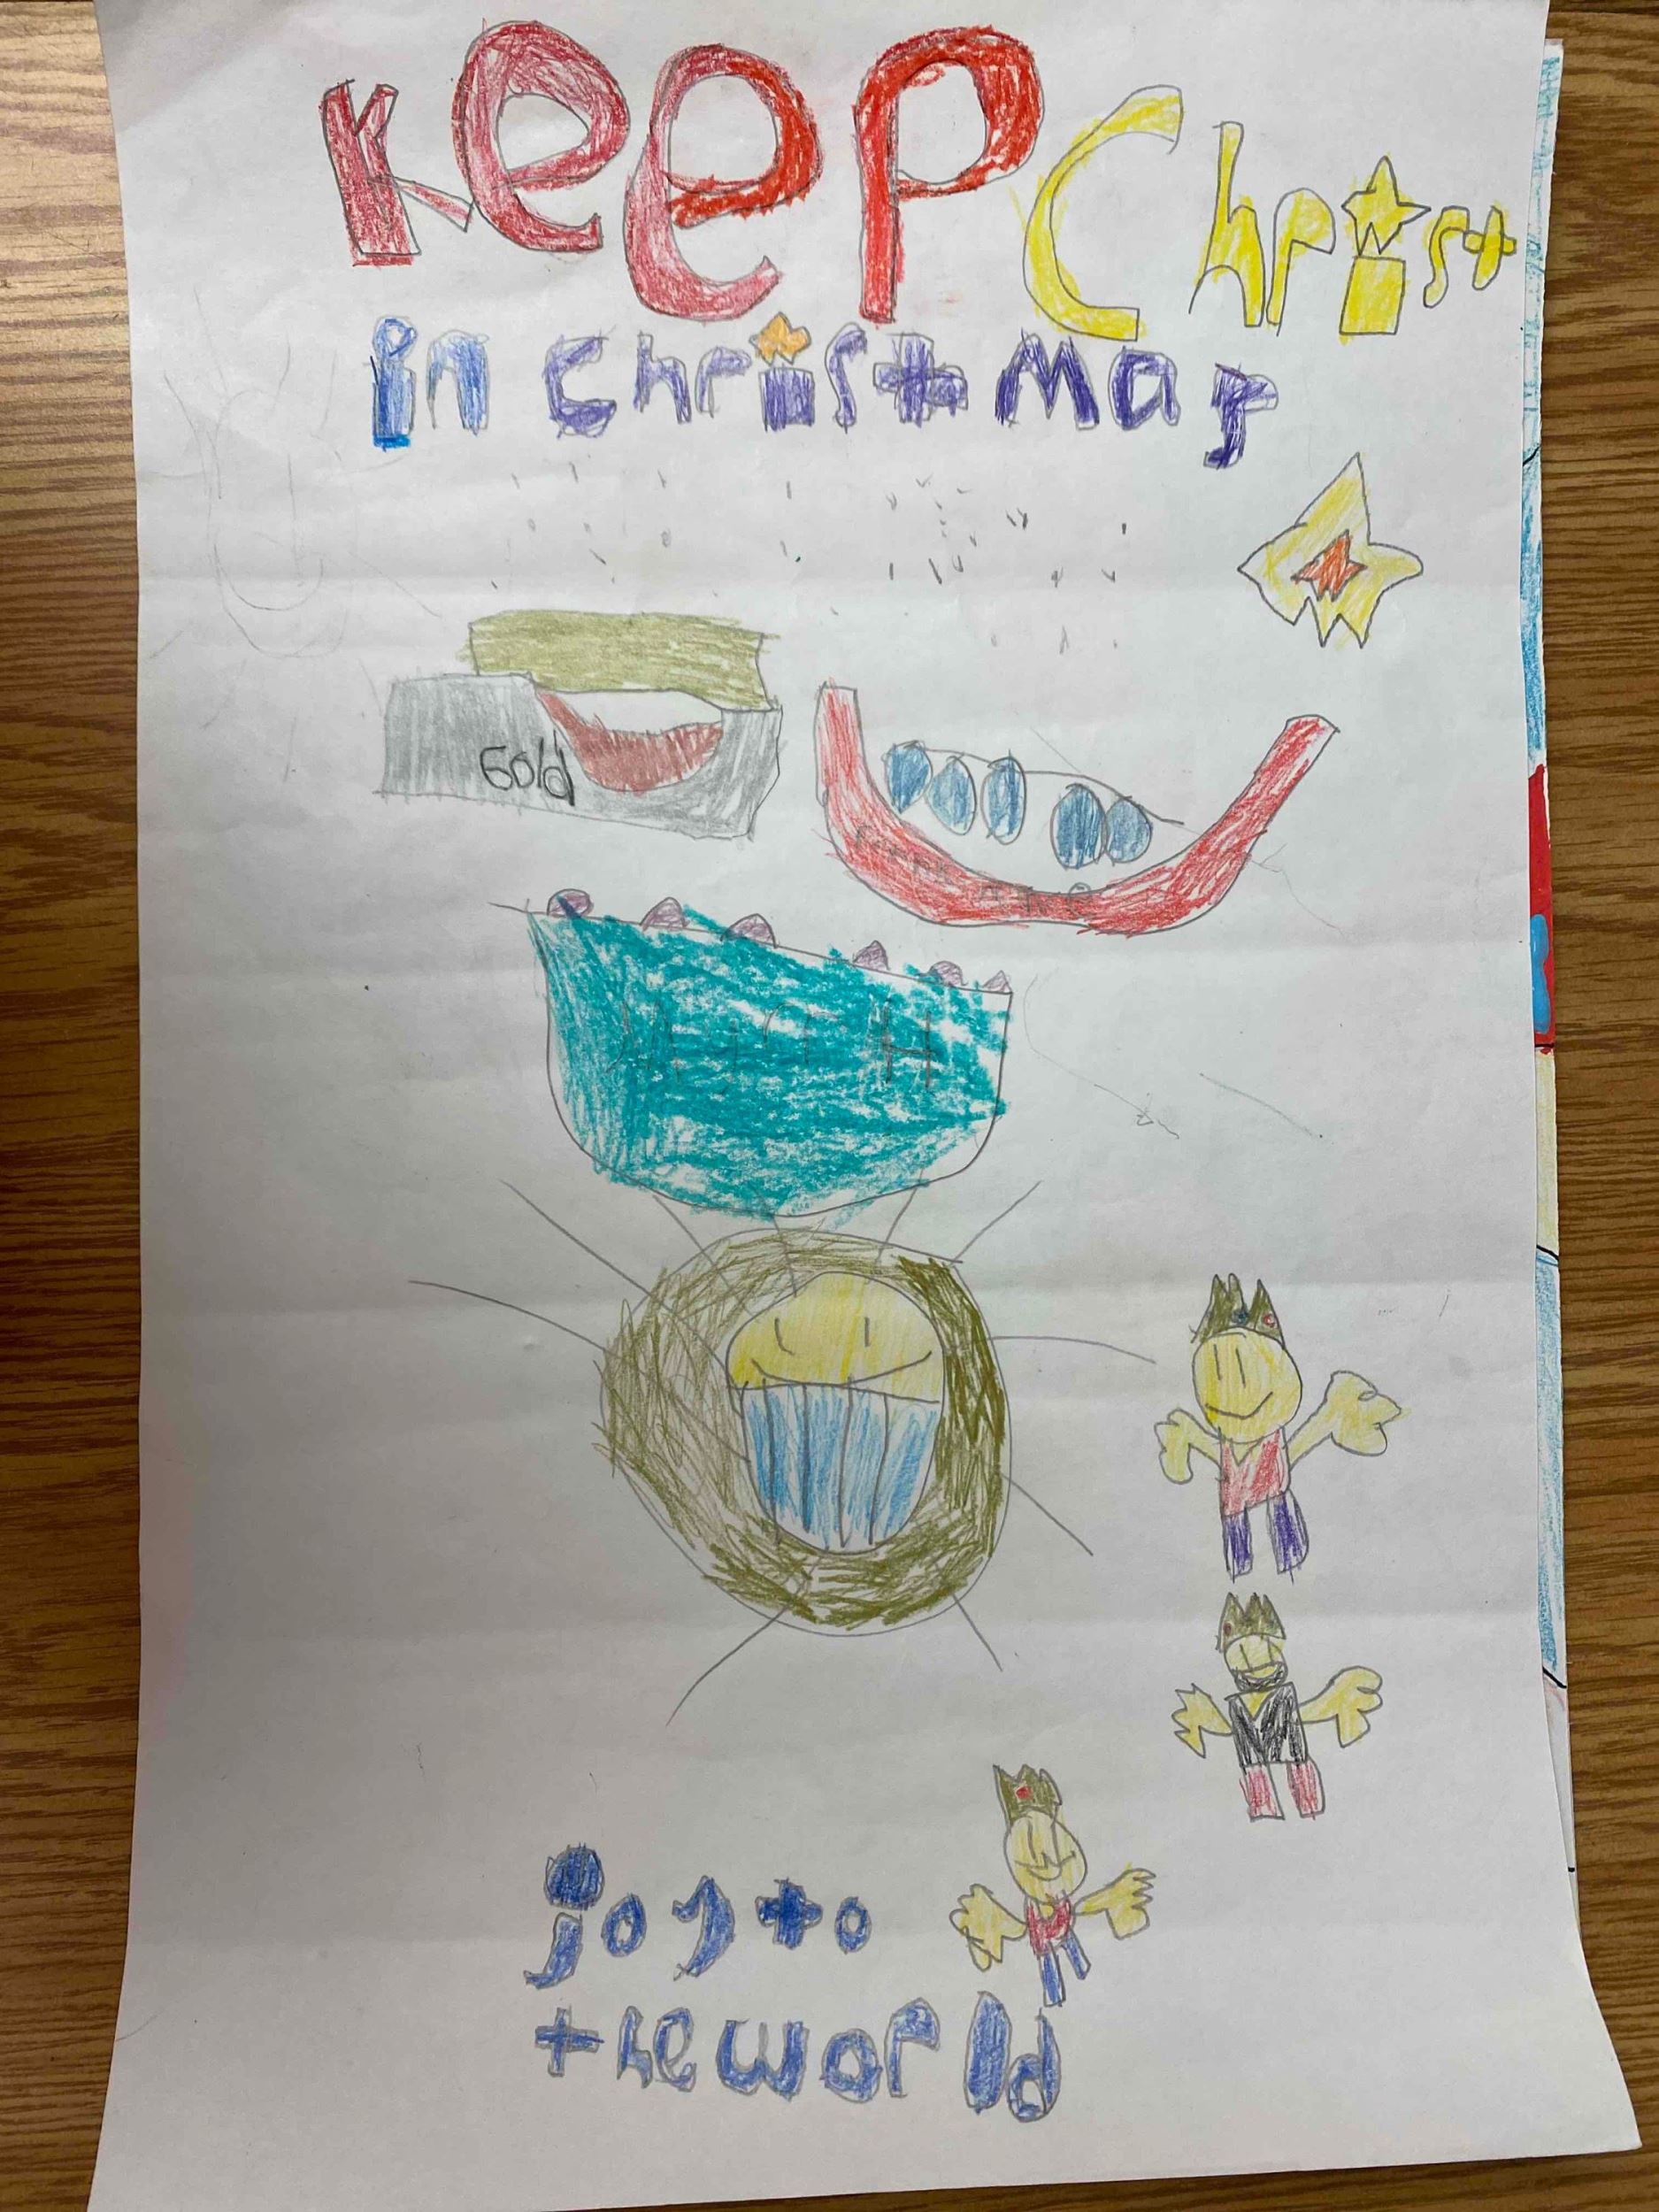 Keep Christ
in christmas
Gold
joy to
the world